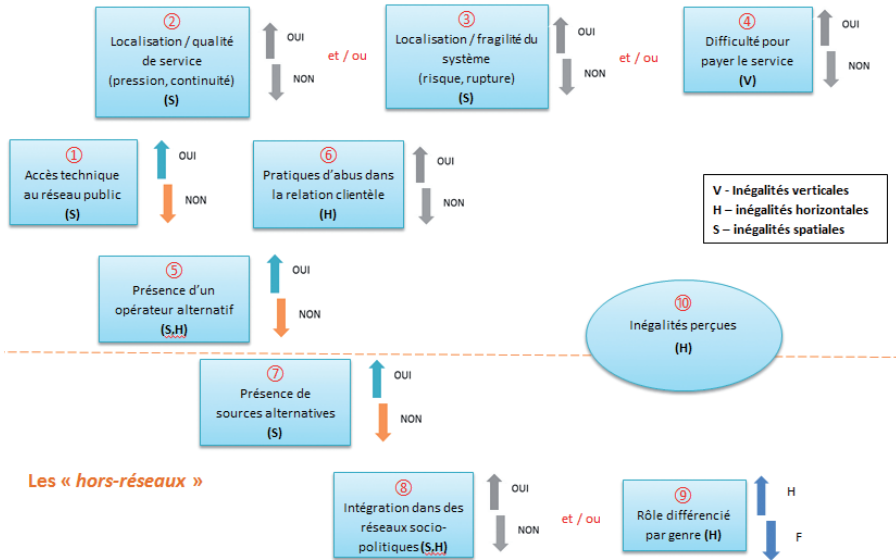 ②
Localisation / qualité
de service
(pression, continuité)
(S)
OUI
NON
et / ou
③
Localisation / fragilité du
système
(risque, rupture)
(S)
OUI
NON
et / ou
④
Difficulté pour
payer le service
(V)
OUI
NON
①
Accès technique
au réseau public
(S)
OUI
NON
⑥
Pratiques d'abus dans
la relation clientèle
(H)
OUI
NON
V - Inégalités verticales
H – inégalités horizontales
S – inégalités spatiales
⑤
Présence d'un
opérateur alternatif
(S,H)
OUI
NON
⑩
Inégalités perçues
(H)
⑦
Présence de
sources alternatives
(S)
OUI
NON
Les « hors-réseaux »
⑧
Intégration dans des
réseaux socio-
politiques (S,H)
OUI
NON
et / ou
⑨
Rôle différencié
par genre (H)
H
F